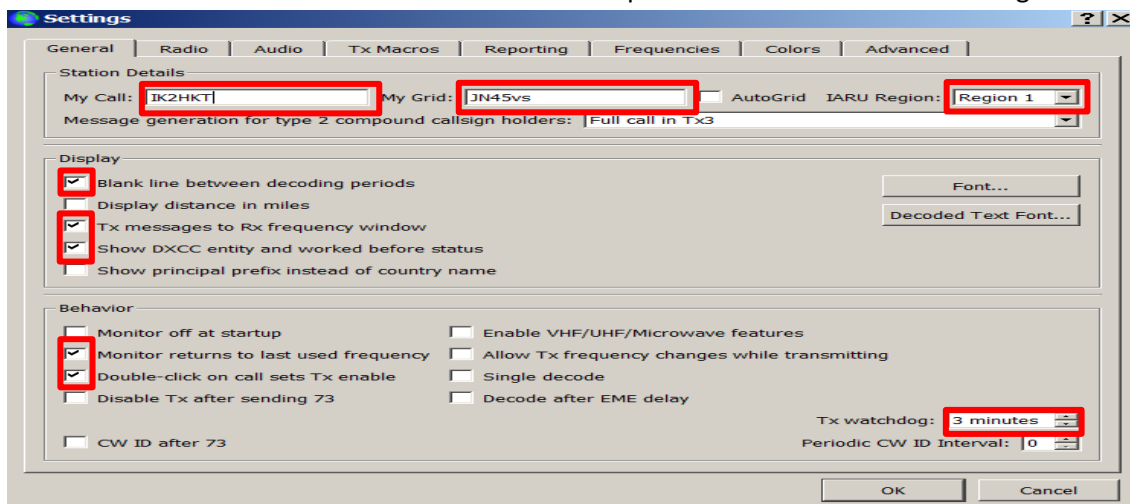 Settings
General Radio Audio Tx Macros Reporting Frequencies Colors Advanced
Station Details
My Call: IK2HKT My Grid: JN45vs AutoGrid IARU Region: Region 1
Message generation for type 2 compound callsign holders: Full call in Tx3
Display
Blank line between decoding periods Font...
Display distance in miles Decoded Text Font...
Tx messages to Rx frequency window
Show DXCC entity and worked before status
Show principal prefix instead of country name
Behavior
Monitor off at startup Enable VHF/UHF/Microwave features
Monitor returns to last used frequency Allow Tx frequency changes while transmitting
Double-click on call sets Tx enable Single decode
Disable Tx after sending 73 Decode after EME delay
Tx watchdog: 3 minutes
CW ID after 73 Periodic CW ID Interval: 0
OK Cancel